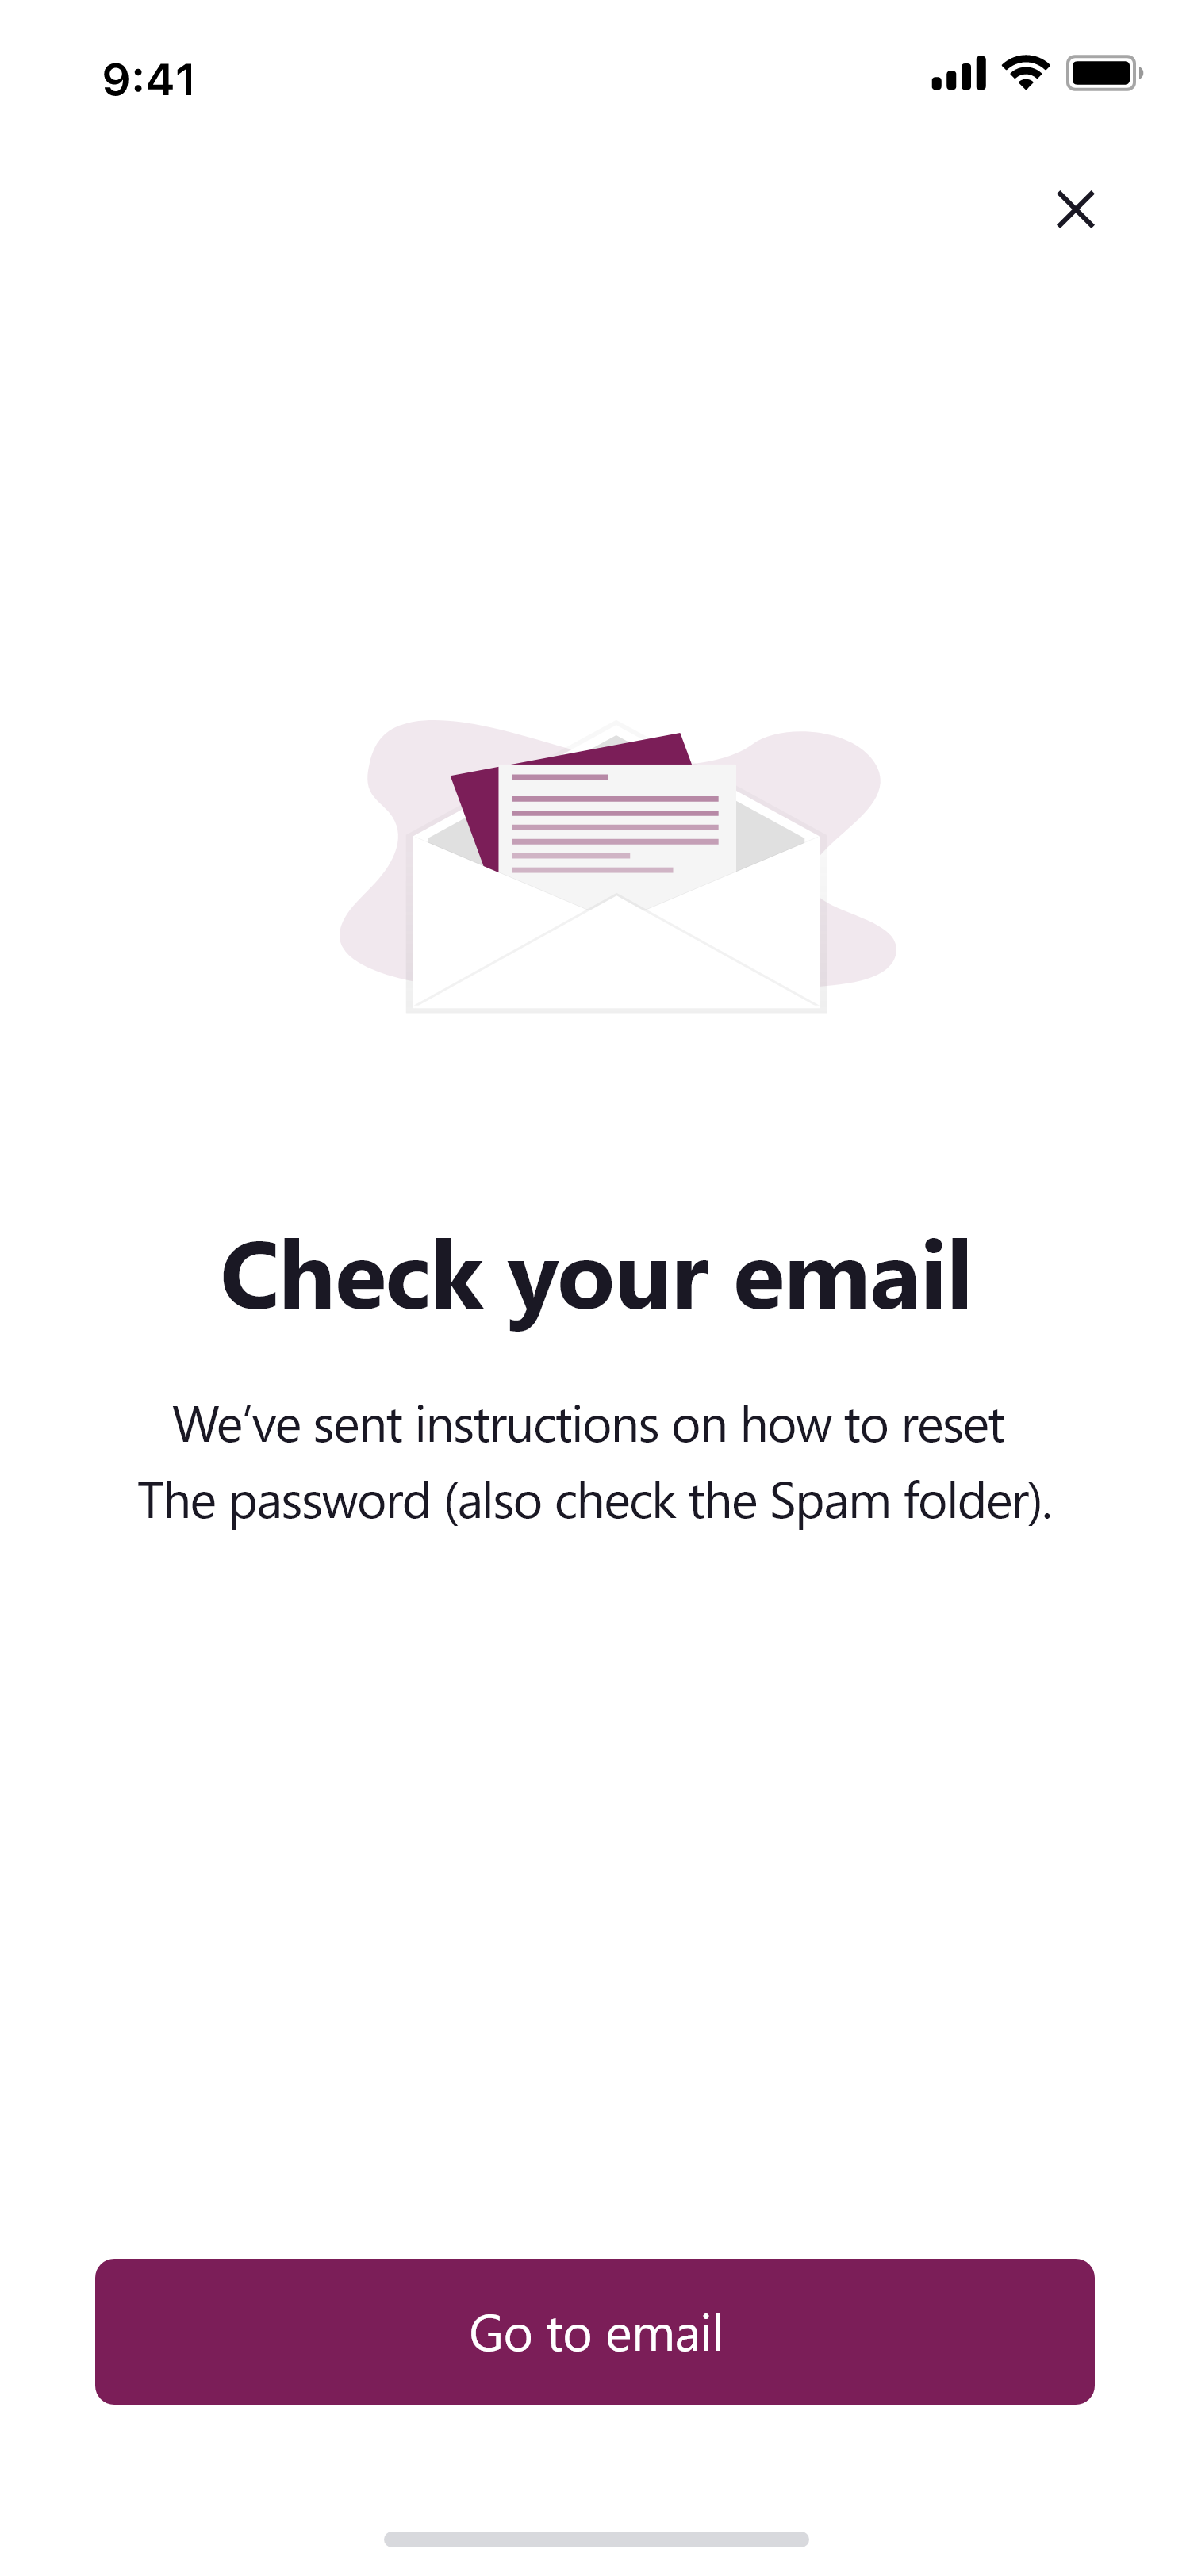 9:41
Check your email
We’ve sent instructions on how to reset
The password (also check the Spam folder).
Go to email